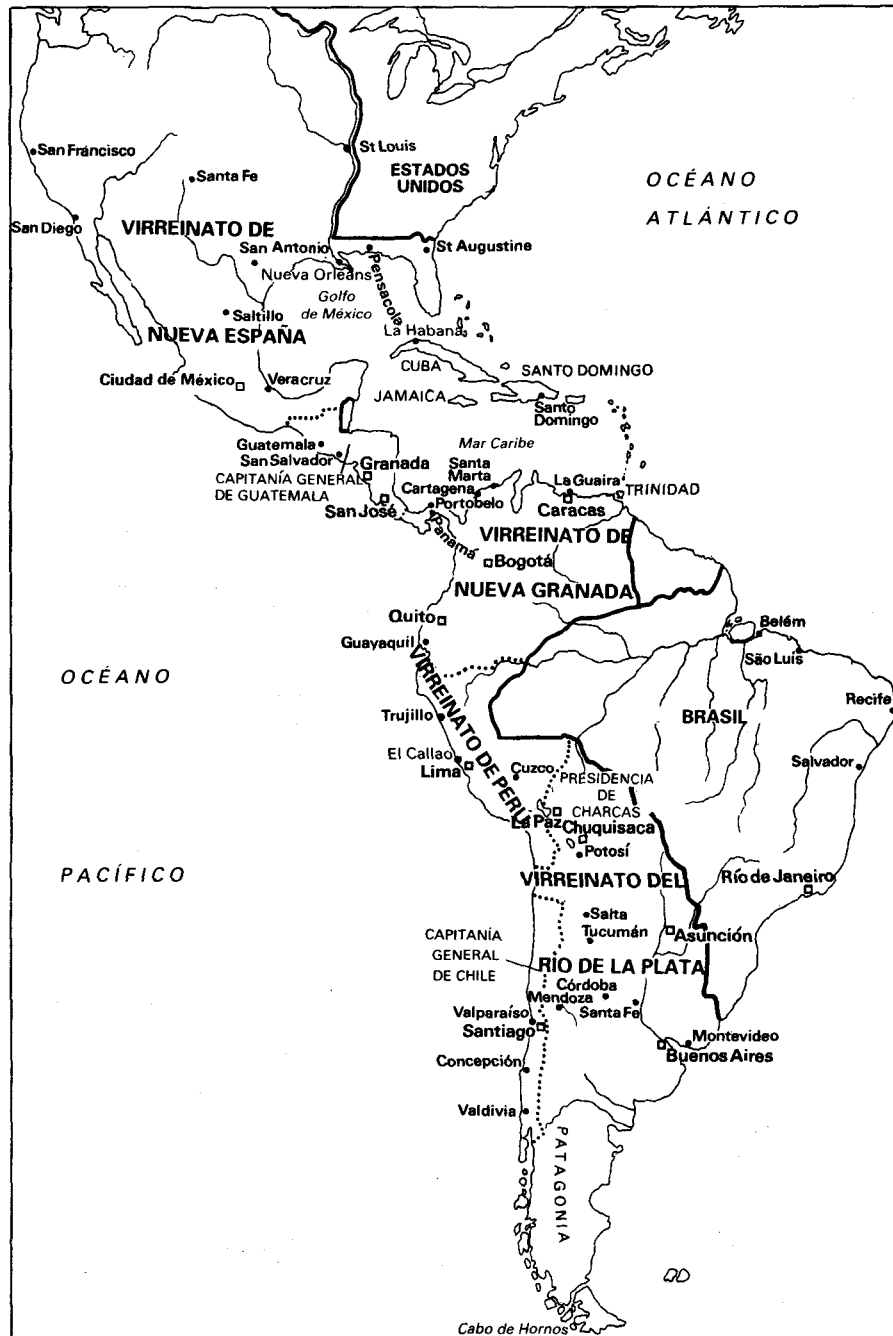 San Fráncisco
St Louis
ESTADOS
UNIDOS
Santa Fe
OCÉANO
ATLÁNTICO
San Diego
VIRREINATO DE
San Antonio
St Augustine
Nueva Orleáns
Pensacola
Golfo
de México
Saltillo
La Habana
NUEVA ESPAÑA
CUBA
SANTO DOMINGO
Ciudad de México
Veracruz
JAMAICA
Santo
Domingo
Guatemala
Mar Caribe
San Salvador
Granada
Santa
Marta
CAPITANÍA GENERAL
DE GUATEMALA
Cartagena
La Guaira
TRINIDAD
San José
Portobelo
Caracas
Panamá
VIRREINATO DE
Bogotá
NUEVA GRANADA
Quito
Guayaquil
Belém
São Luis
OCÉANO
VIRREINATO DE PERÚ
Trujillo
BRASIL
Recife
El Callao
Lima
Cuzco
PRESIDENCIA
DE
CHARCAS
Salvador
La Paz
Chuquisaca
Potosí
PACÍFICO
VIRREINATO DEL
Río de Janeiro
Salta
Tucumán
Asunción
CAPITANÍA
GENERAL
DE CHILE
RÍO DE LA PLATA
Córdoba
Mendoza
Santa Fe
Valparaíso
Santiago
Montevideo
Buenos Aires
Concepción
Valdivia
PATAGONIA
Cabo de Hornos